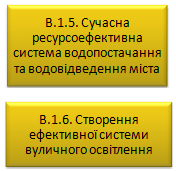 В.1.5. Сучасна
ресурсоефективна
система водопостачання
та водовідведення міста
В.1.6. Створення
ефективної системи
вуличного освітлення